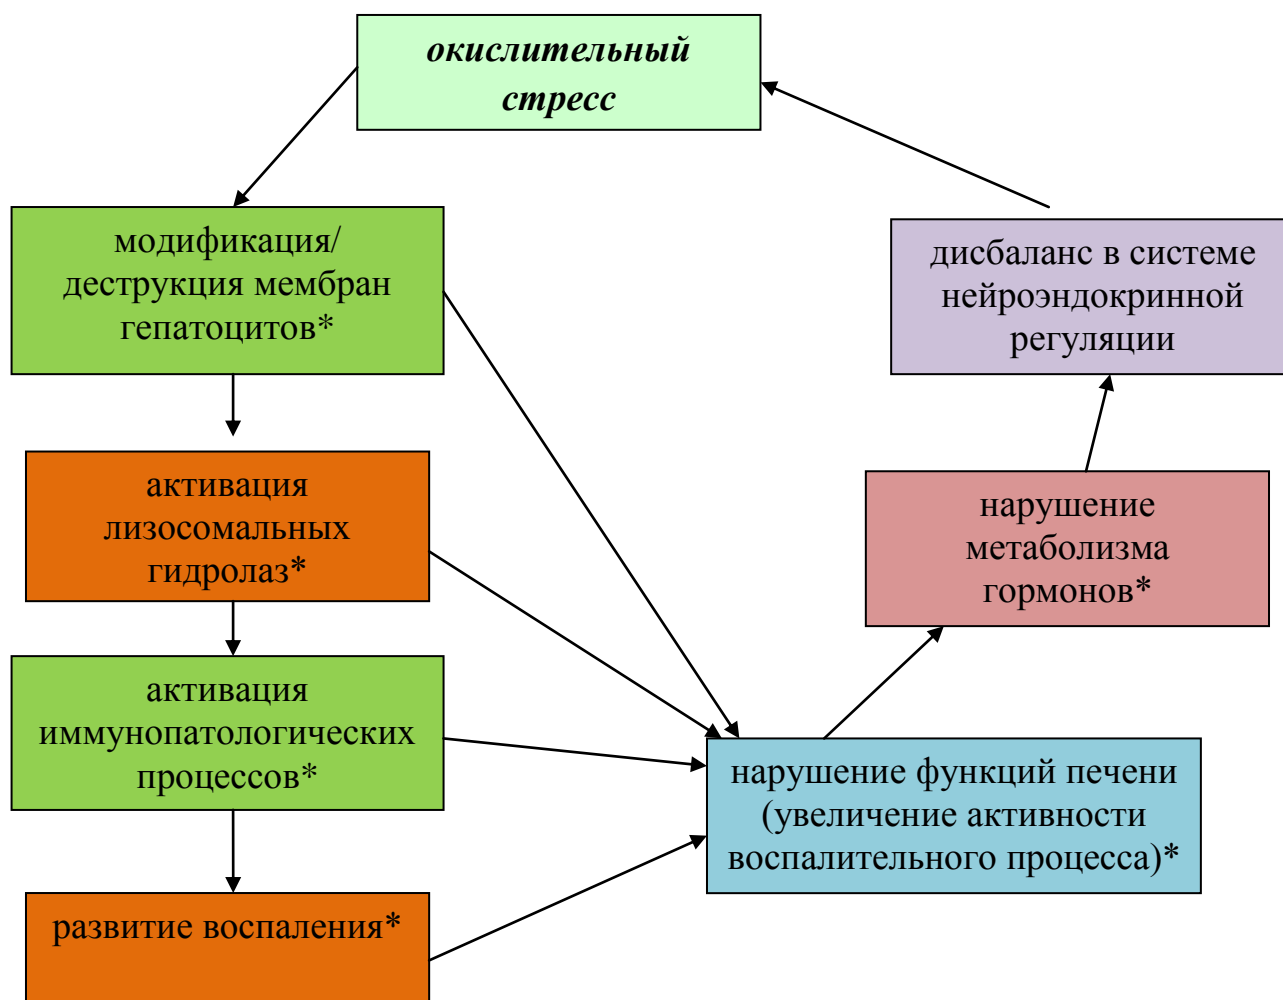 окислительный
стресс
модификация/
деструкция мембран
гепатоцитов*
дисбаланс в системе
нейроэндокринной
регуляции
активация
лизосомальных
гидролаз*
нарушение
метаболизма
гормонов*
активация
иммунопатологических
процессов*
нарушение функций печени
(увеличение активности
воспалительного процесса)*
развитие воспаления*